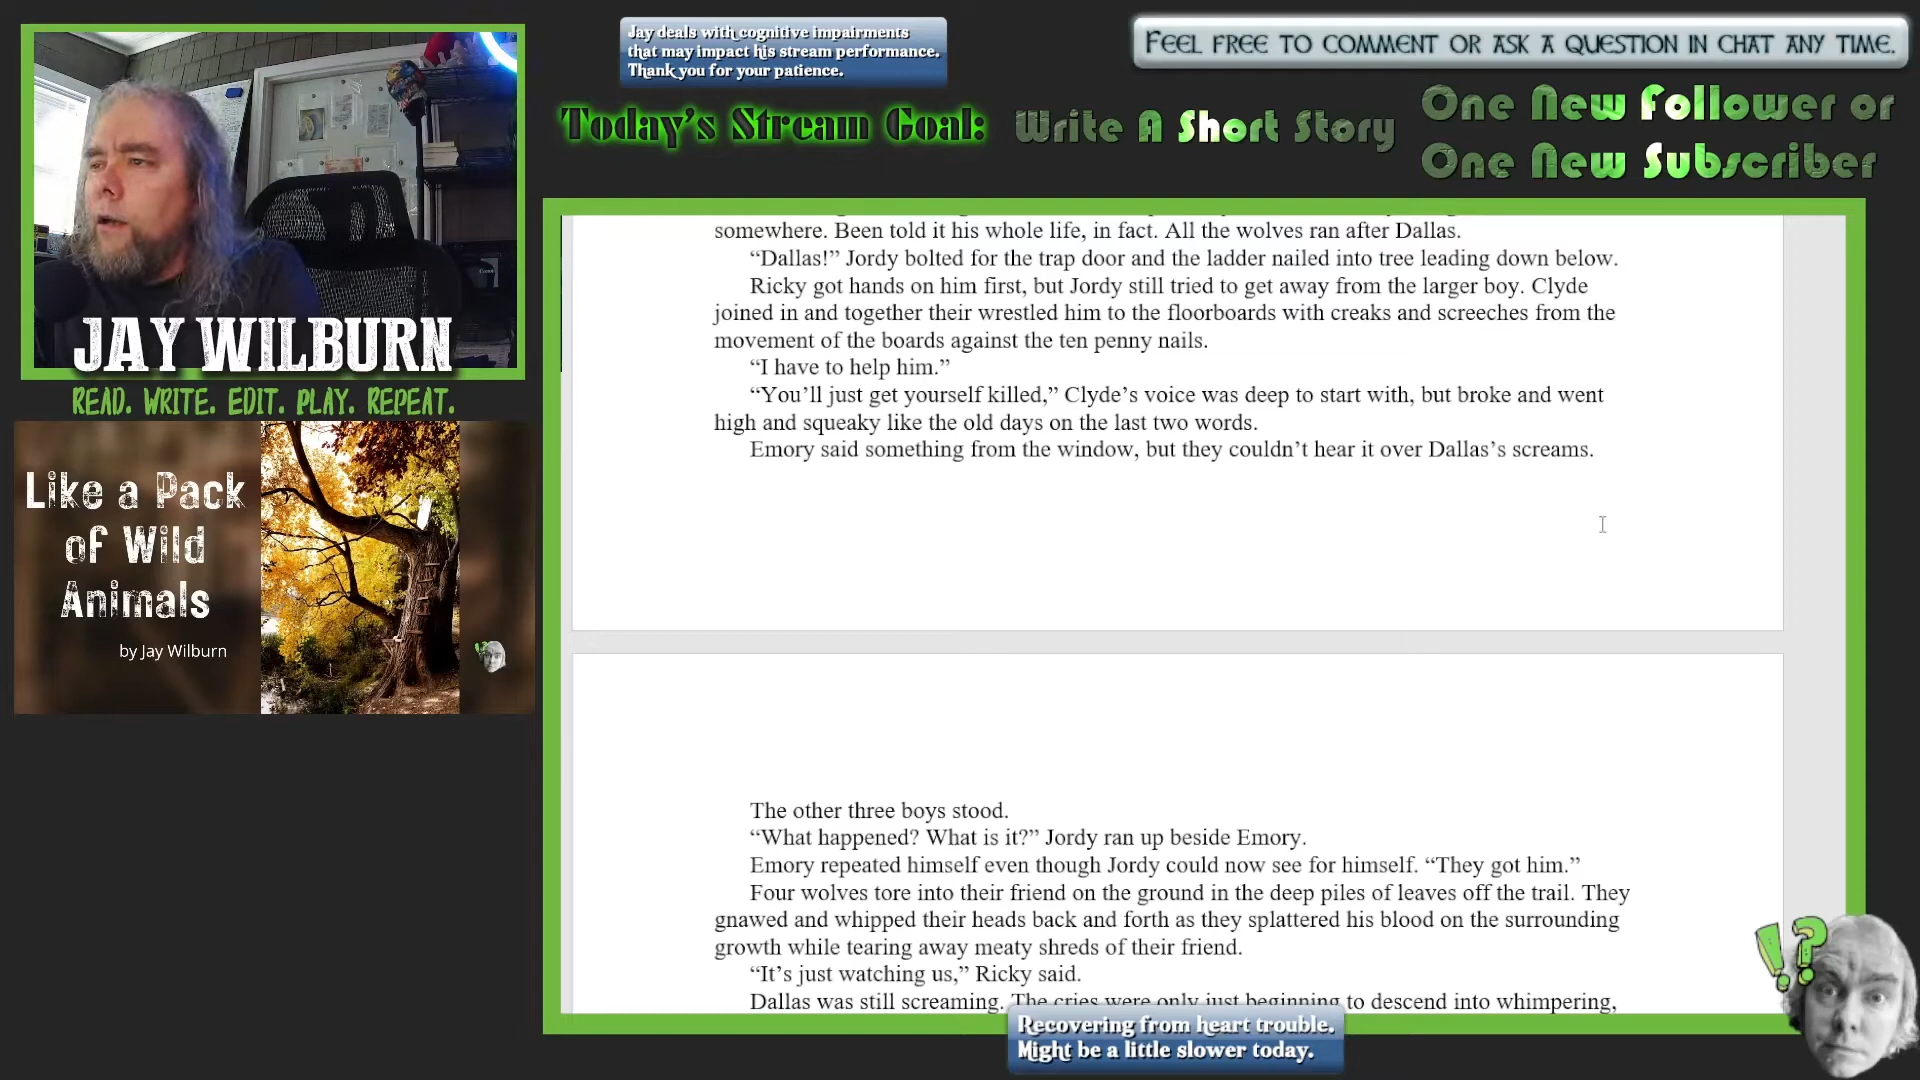 Jay deals with cognitive impairments
that may impact his stream performance.
Thank you for your patience.
Feel free to comment or ask a question in chat any time.
Today's Stream Goal:
Write A Short Story
One New Follower or
One New Subscriber
JAY WILBURN
READ. WRITE. EDIT. PLAY. REPEAT.
Like a Pack
of Wild
Animals
by Jay Wilburn
somewhere. Been told it his whole life, in fact. All the wolves ran after Dallas.
“Dallas!” Jordy bolted for the trap door and the ladder nailed into tree leading down below.
Ricky got hands on him first, but Jordy still tried to get away from the larger boy. Clyde
joined in and together their wrestled him to the floorboards with creaks and screeches from the
movement of the boards against the ten penny nails.
“I have to help him.”
“You’ll just get yourself killed,” Clyde’s voice was deep to start with, but broke and went
high and squeaky like the old days on the last two words.
Emory said something from the window, but they couldn’t hear it over Dallas’s screams.
The other three boys stood.
“What happened? What is it?” Jordy ran up beside Emory.
Emory repeated himself even though Jordy could now see for himself. “They got him.”
Four wolves tore into their friend on the ground in the deep piles of leaves off the trail. They
gnawed and whipped their heads back and forth as they splattered his blood on the surrounding
growth while tearing away meaty shreds of their friend.
“It’s just watching us,” Ricky said.
Dallas was still screaming. The cries were only just beginning to descend into whimpering,
Recovering from heart trouble.
Might be a little slower today.
!?